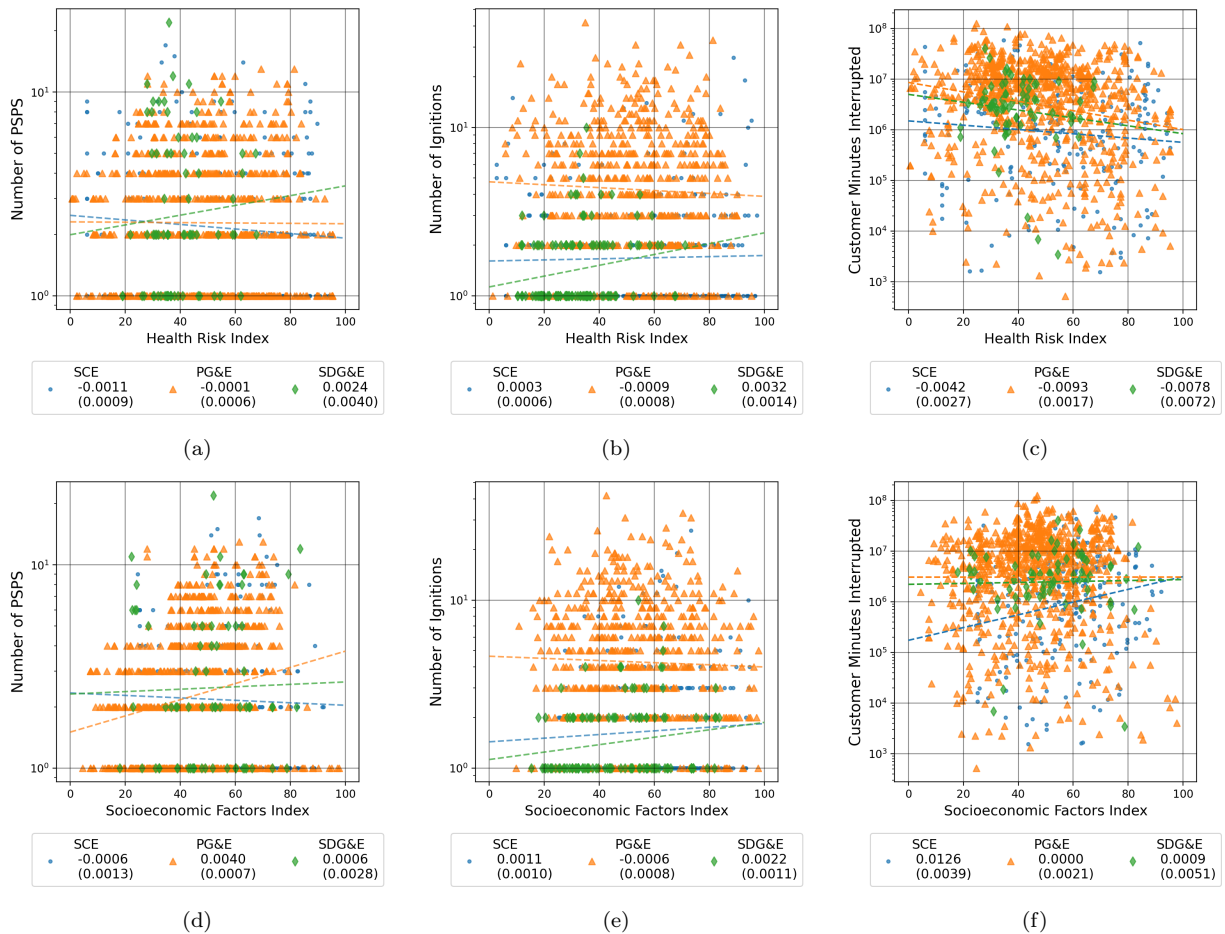 Number of PSPS
10¹
10⁰
0 20 40 60 80 100
Health Risk Index
SCE PG&E SDG&E
-0.0011 -0.0001 0.0024
(0.0009) (0.0006) (0.0040)
(a)
Number of Ignitions
10¹
10⁰
0 20 40 60 80 100
Health Risk Index
SCE PG&E SDG&E
0.0003 -0.0009 0.0032
(0.0006) (0.0008) (0.0014)
(b)
Customer Minutes Interrupted
10⁸
10⁷
10⁶
10⁵
10⁴
10³
0 20 40 60 80 100
Health Risk Index
SCE PG&E SDG&E
-0.0042 -0.0093 -0.0078
(0.0027) (0.0017) (0.0072)
(c)
Number of PSPS
10¹
10⁰
0 20 40 60 80 100
Socioeconomic Factors Index
SCE PG&E SDG&E
-0.0006 0.0040 0.0006
(0.0013) (0.0007) (0.0028)
(d)
Number of Ignitions
10¹
10⁰
0 20 40 60 80 100
Socioeconomic Factors Index
SCE PG&E SDG&E
0.0011 -0.0006 0.0022
(0.0010) (0.0008) (0.0011)
(e)
Customer Minutes Interrupted
10⁸
10⁷
10⁶
10⁵
10⁴
10³
0 20 40 60 80 100
Socioeconomic Factors Index
SCE PG&E SDG&E
0.0126 0.0000 0.0009
(0.0039) (0.0021) (0.0051)
(f)